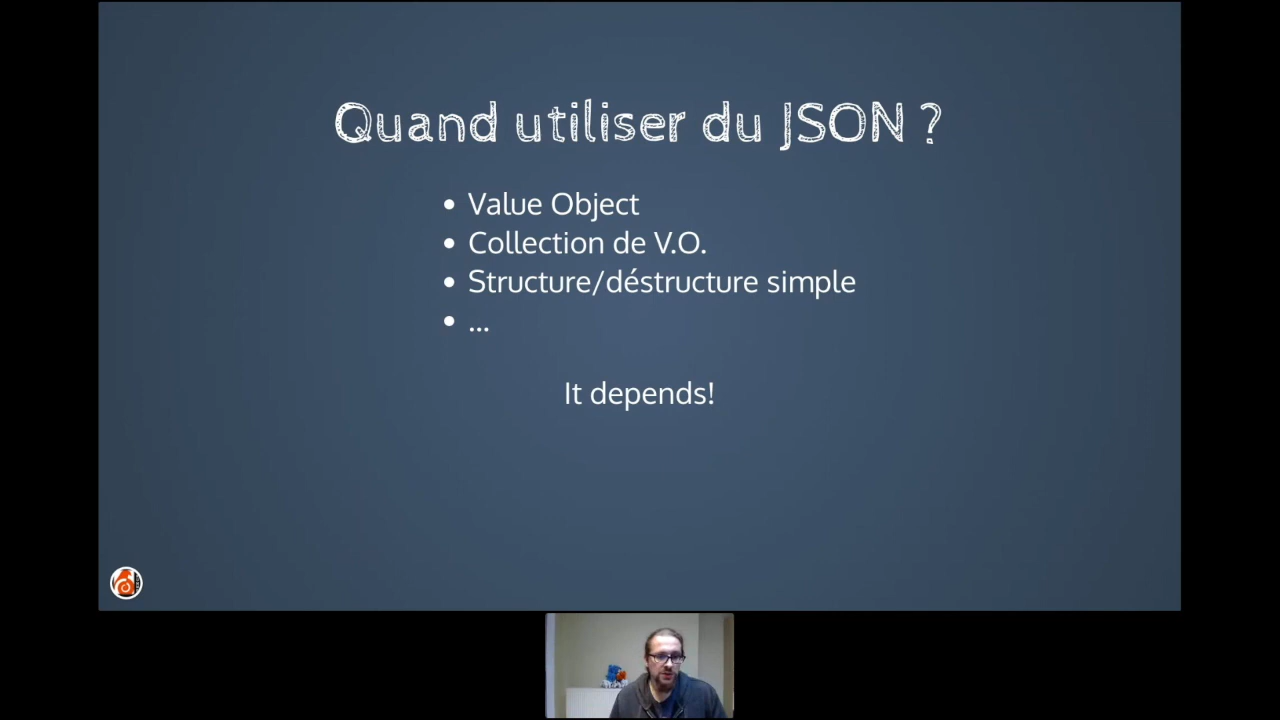 Quand utiliser du JSON ?
Value Object
Collection de V.O.
Structure/déstructure simple
...
It depends!